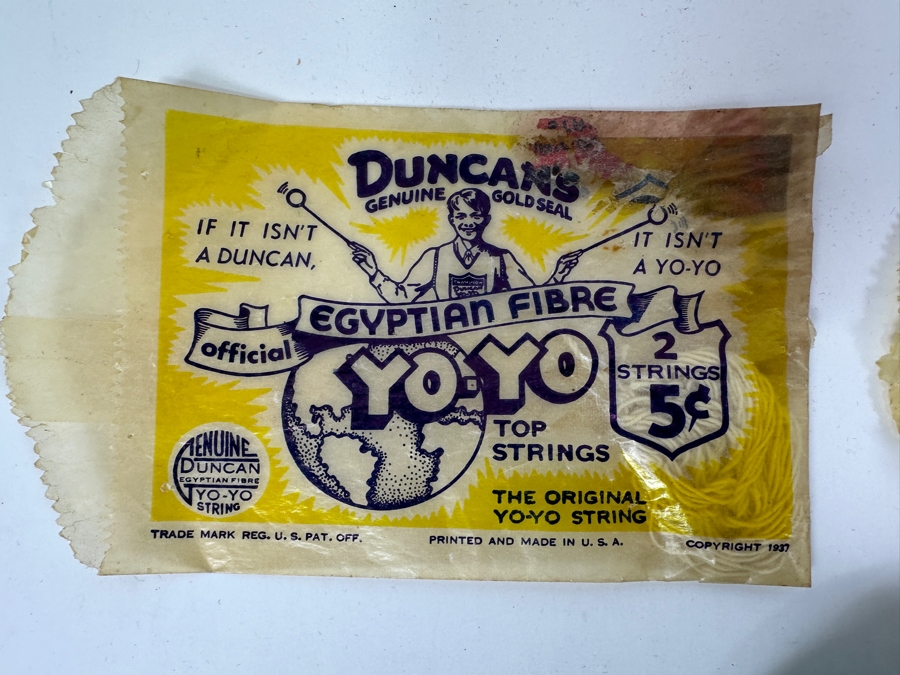 DUNCAN'S
GENUINE GOLD SEAL
IF IT ISN'T
A DUNCAN,
IT ISN'T
A YO-YO
EGYPTIAN FIBRE
official
YO-YO
TOP
STRINGS
2
STRINGS
5¢
GENUINE
DUNCAN
EGYPTIAN FIBRE
YO-YO
STRING
THE ORIGINAL
YO-YO STRING
TRADE MARK REG. U. S. PAT. OFF.
PRINTED AND MADE IN U. S. A.
COPYRIGHT 1937